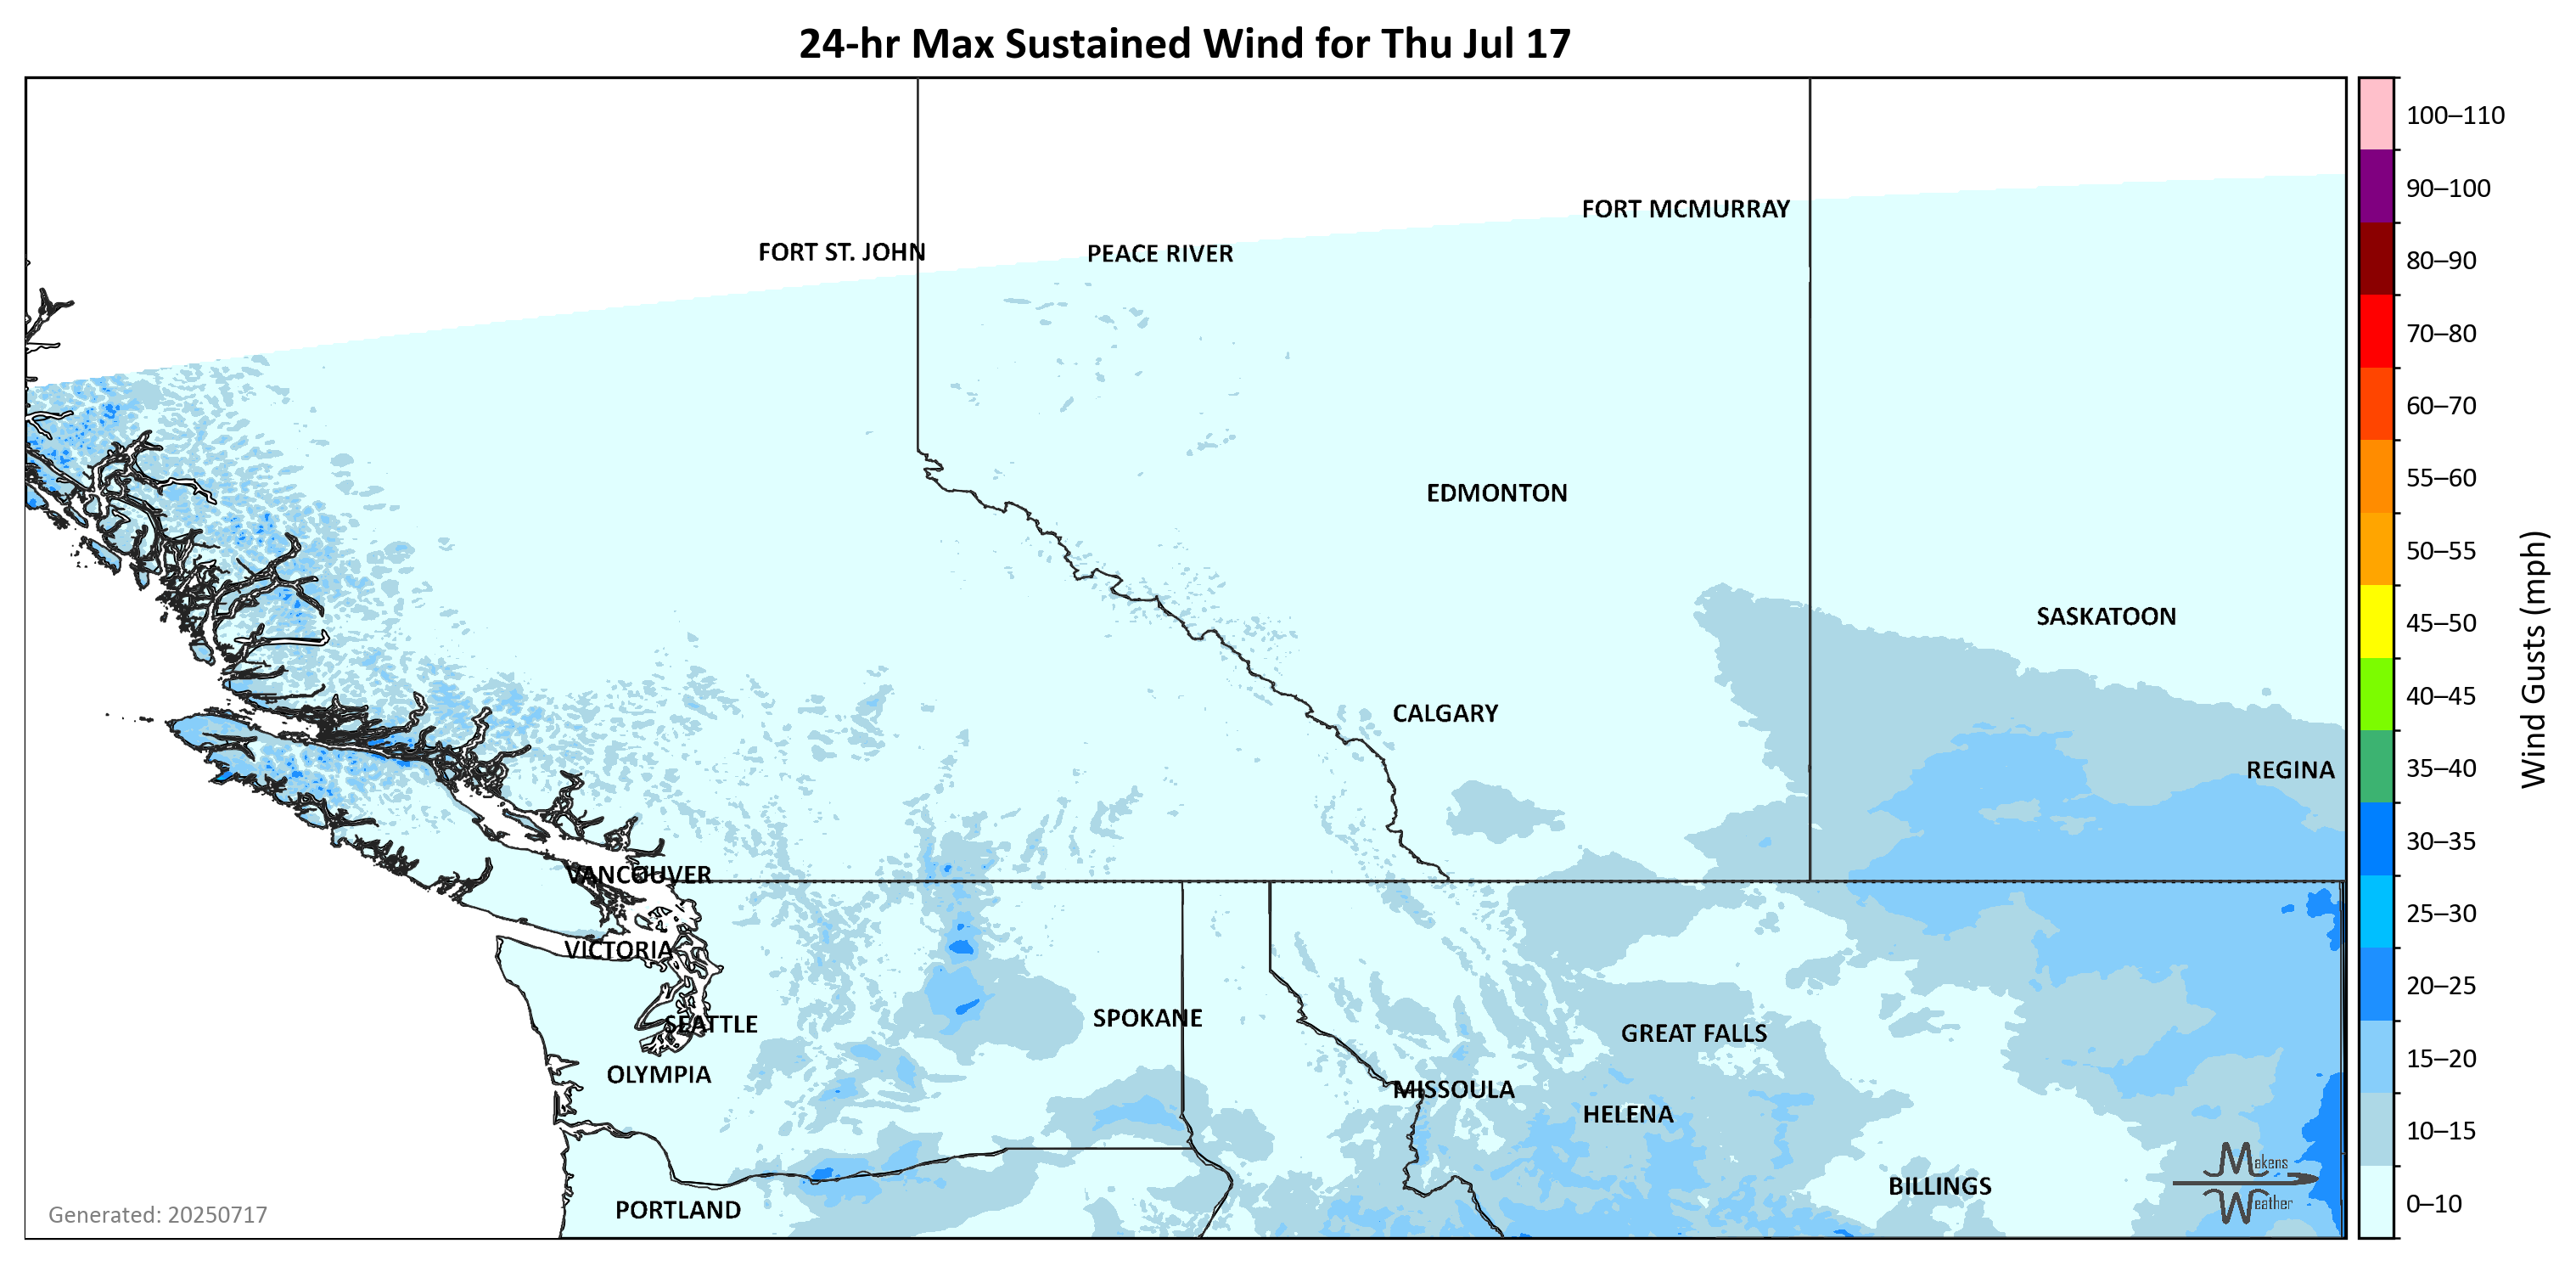 24-hr Max Sustained Wind for Thu Jul 17
100–110
90–100
80–90
70–80
60–70
55–60
50–55
45–50
40–45
35–40
30–35
25–30
20–25
15–20
10–15
0–10
Wind Gusts (mph)
FORT MCMURRAY
FORT ST. JOHN
PEACE RIVER
EDMONTON
SASKATOON
CALGARY
REGINA
VANCOUVER
VICTORIA
SPOKANE
SEATTLE
GREAT FALLS
OLYMPIA
MISSOULA
HELENA
BILLINGS
PORTLAND
Makens
Weather
Generated: 20250717